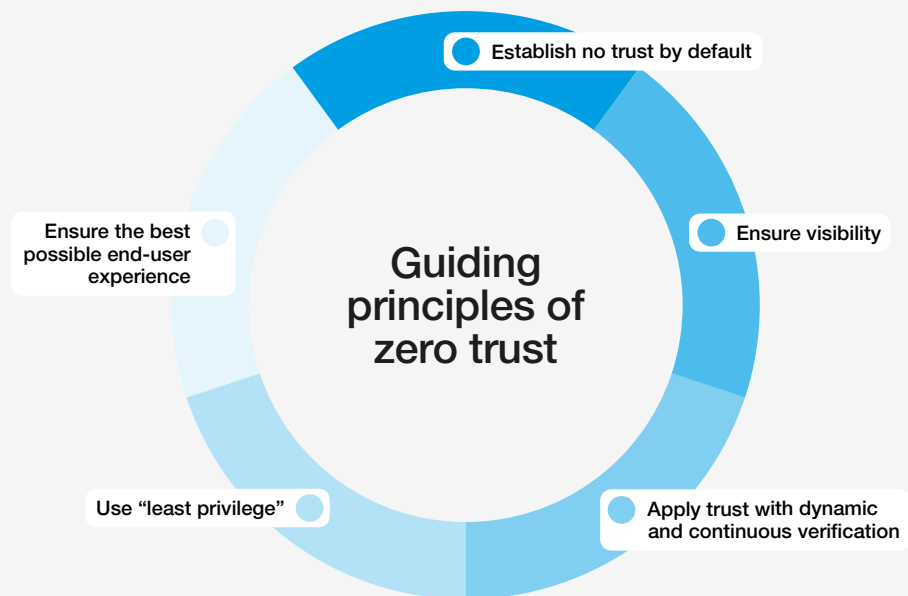 Establish no trust by default
Ensure visibility
Apply trust with dynamic
and continuous verification
Use “least privilege”
Ensure the best
possible end-user
experience
Guiding
principles of
zero trust